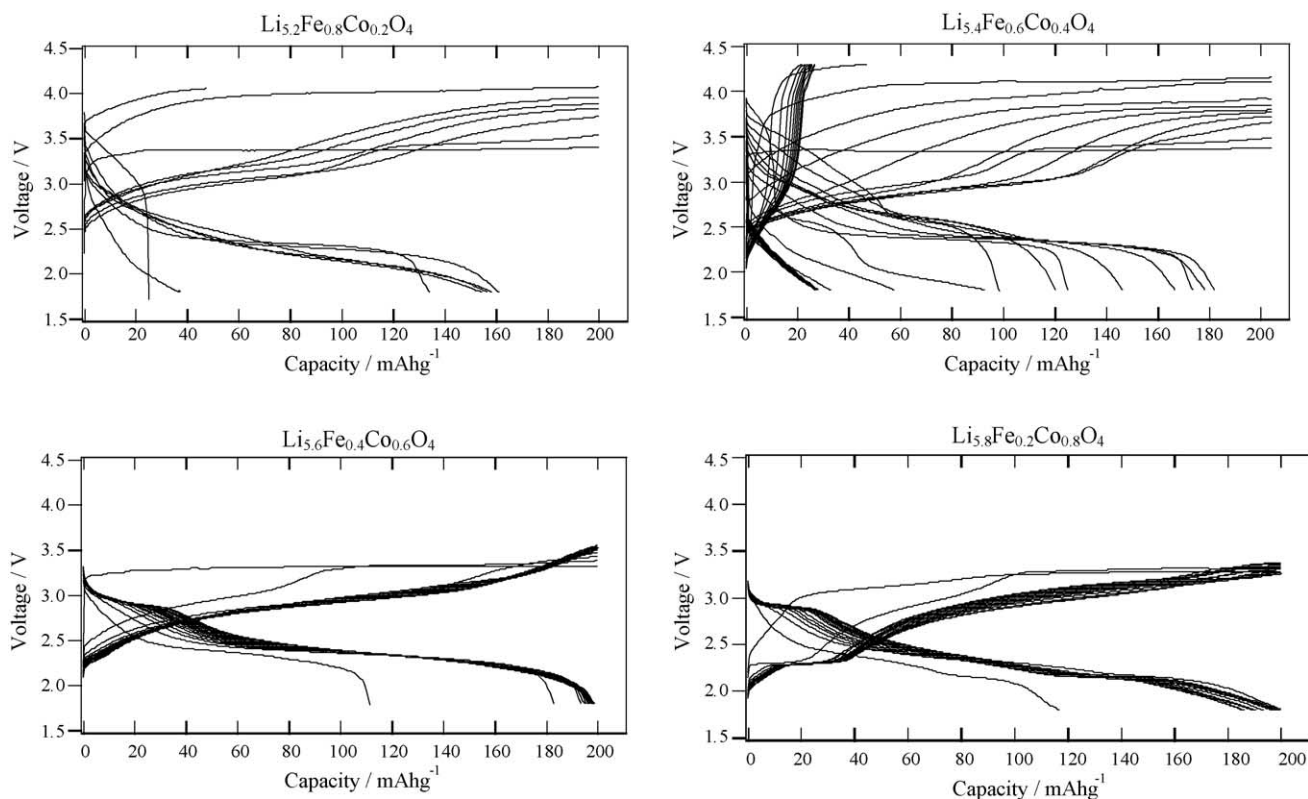 Li5.2Fe0.8Co0.2O4
4.5
4.0
3.5
3.0
2.5
2.0
1.5
Voltage / V
0 20 40 60 80 100 120 140 160 180 200
Capacity / mAhg-1
Li5.4Fe0.6Co0.4O4
4.5
4.0
3.5
3.0
2.5
2.0
1.5
Voltage / V
0 20 40 60 80 100 120 140 160 180 200
Capacity / mAhg-1
Li5.6Fe0.4Co0.6O4
4.5
4.0
3.5
3.0
2.5
2.0
1.5
Voltage / V
0 20 40 60 80 100 120 140 160 180 200
Capacity / mAhg-1
Li5.8Fe0.2Co0.8O4
4.5
4.0
3.5
3.0
2.5
2.0
1.5
Voltage / V
0 20 40 60 80 100 120 140 160 180 200
Capacity / mAhg-1